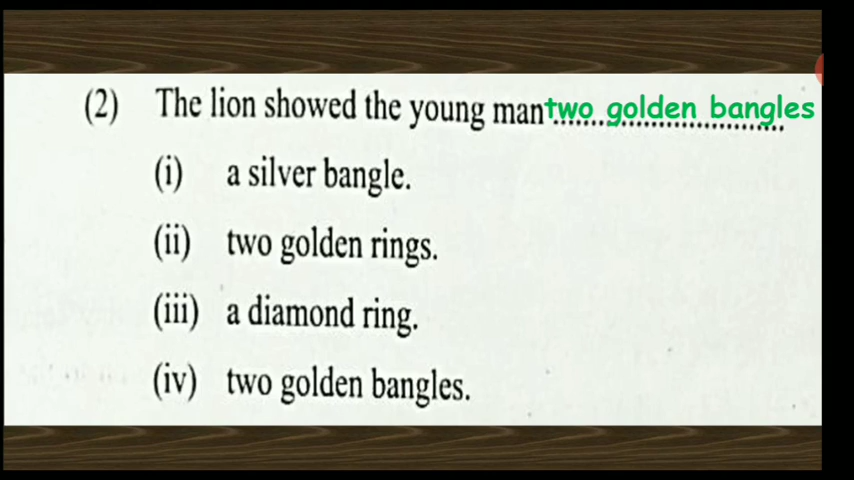 (2) The lion showed the young man two golden bangles
(i) a silver bangle.
(ii) two golden rings.
(iii) a diamond ring.
(iv) two golden bangles.